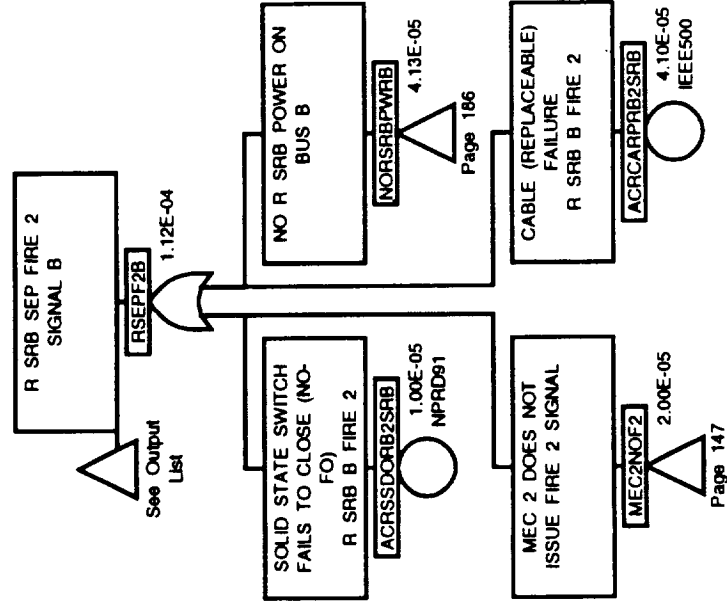 R SRB SEP FIRE 2
SIGNAL B
RSEPF2B
1.12E-04
See Output
List
SOLID STATE SWITCH
FAILS TO CLOSE (NO-
FO)
R SRB B FIRE 2
ACRSSDORB2SRB
1.00E-05
NPRD91
NO R SRB POWER ON
BUS B
NORSRBPWRB
4.13E-05
Page 186
MEC 2 DOES NOT
ISSUE FIRE 2 SIGNAL
MEC2NOF2
2.00E-05
Page 147
CABLE (REPLACEABLE)
FAILURE
R SRB B FIRE 2
ACRCARPRB2SRB
4.10E-05
IEEE500